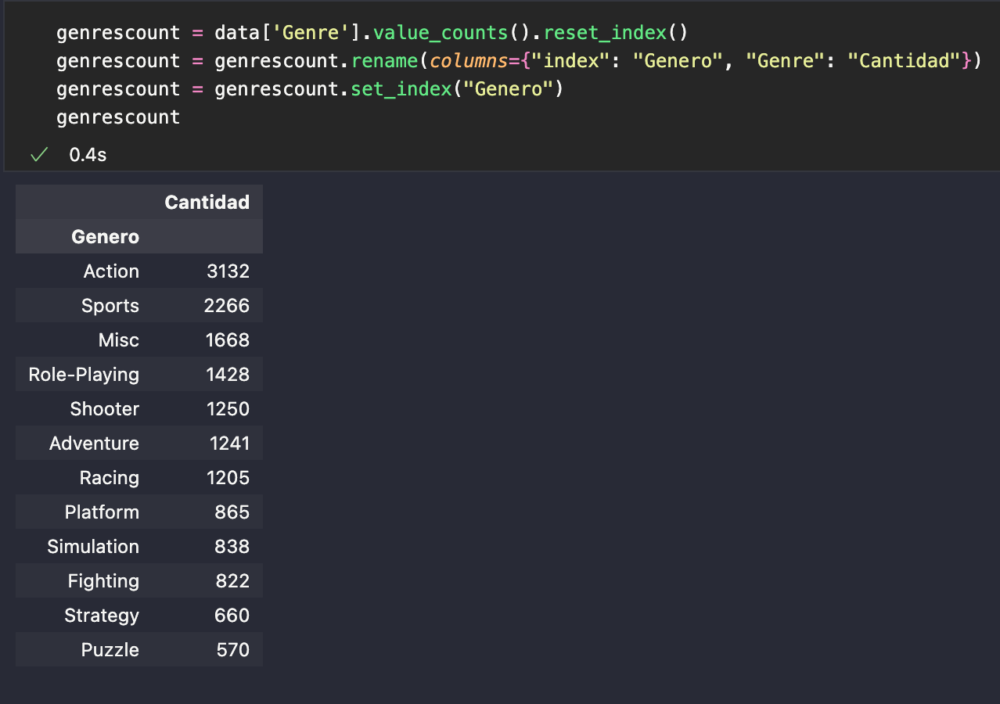 genrescount = data['Genre'].value_counts().reset_index()
genrescount = genrescount.rename(columns={"index": "Genero", "Genre": "Cantidad"})
genrescount = genrescount.set_index("Genero")
genrescount
✓ 0.4s
Cantidad
Genero
Action 3132
Sports 2266
Misc 1668
Role-Playing 1428
Shooter 1250
Adventure 1241
Racing 1205
Platform 865
Simulation 838
Fighting 822
Strategy 660
Puzzle 570